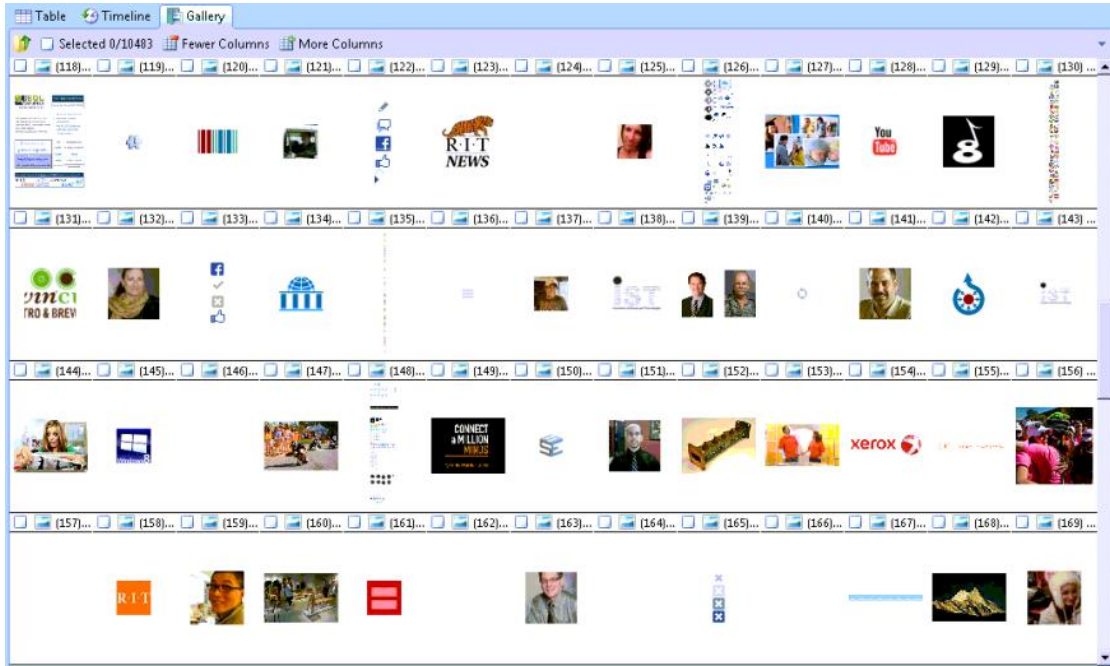 Table Timeline Gallery
Selected 0/10483 Fewer Columns More Columns
(118)... (119)... (120)... (121)... (122)... (123)... (124)... (125)... (126)... (127)... (128)... (129)... (130)
You
Tube
R·I·T
NEWS
(131)... (132)... (133)... (134)... (135)... (136)... (137)... (138)... (139)... (140)... (141)... (142)... (143)
vinci
TRO & BREW
ist
ist
(144)... (145)... (146)... (147)... (148)... (149)... (150)... (151)... (152)... (153)... (154)... (155)... (156)
CONNECT
a MILLION
MINDS
xerox
Windows 8
(157)... (158)... (159)... (160)... (161)... (162)... (163)... (164)... (165)... (166)... (167)... (168)... (169)
R·I·T